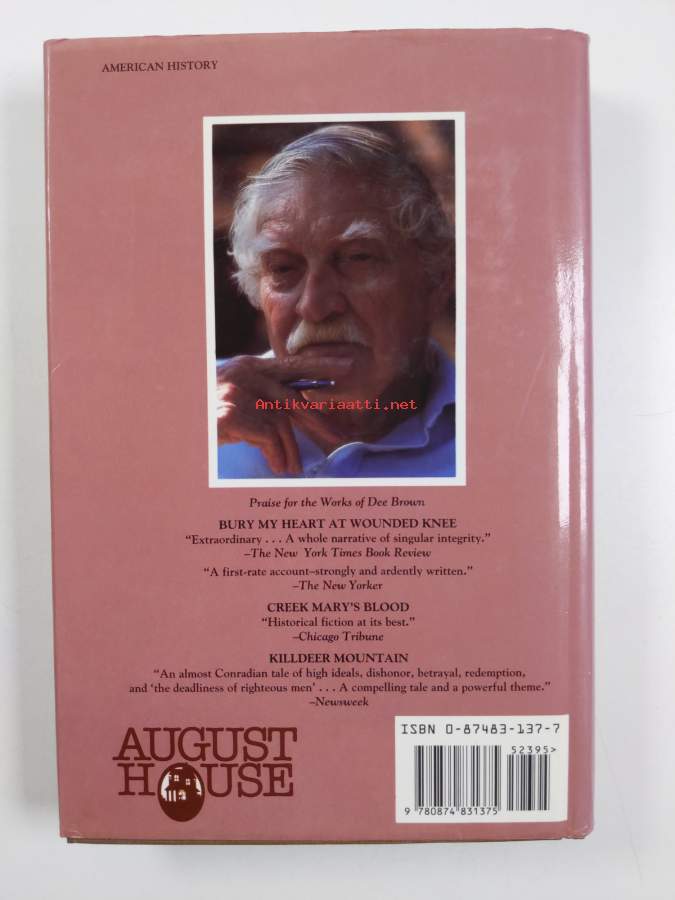 AMERICAN HISTORY
Antikvariaatti.net
Praise for the Works of Dee Brown
BURY MY HEART AT WOUNDED KNEE
“Extraordinary . . . A whole narrative of singular integrity.”
–The New York Times Book Review
“A first-rate account–strongly and ardently written.”
–The New Yorker
CREEK MARY'S BLOOD
“Historical fiction at its best.”
–Chicago Tribune
KILLDEER MOUNTAIN
“An almost Conradian tale of high ideals, dishonor, betrayal, redemption,
and ‘the deadliness of righteous men’ . . . A compelling tale and a powerful theme.”
–Newsweek
AUGUST
HOUSE
ISBN 0-87483-137-7
52395>
9 780874 831375